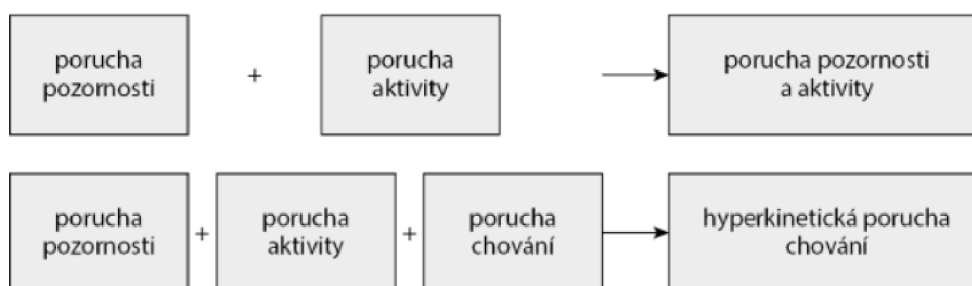 porucha
pozornosti
+
porucha
aktivity
porucha pozornosti
a aktivity
porucha
pozornosti
+
porucha
aktivity
+
porucha
chování
hyperkinetická porucha
chování